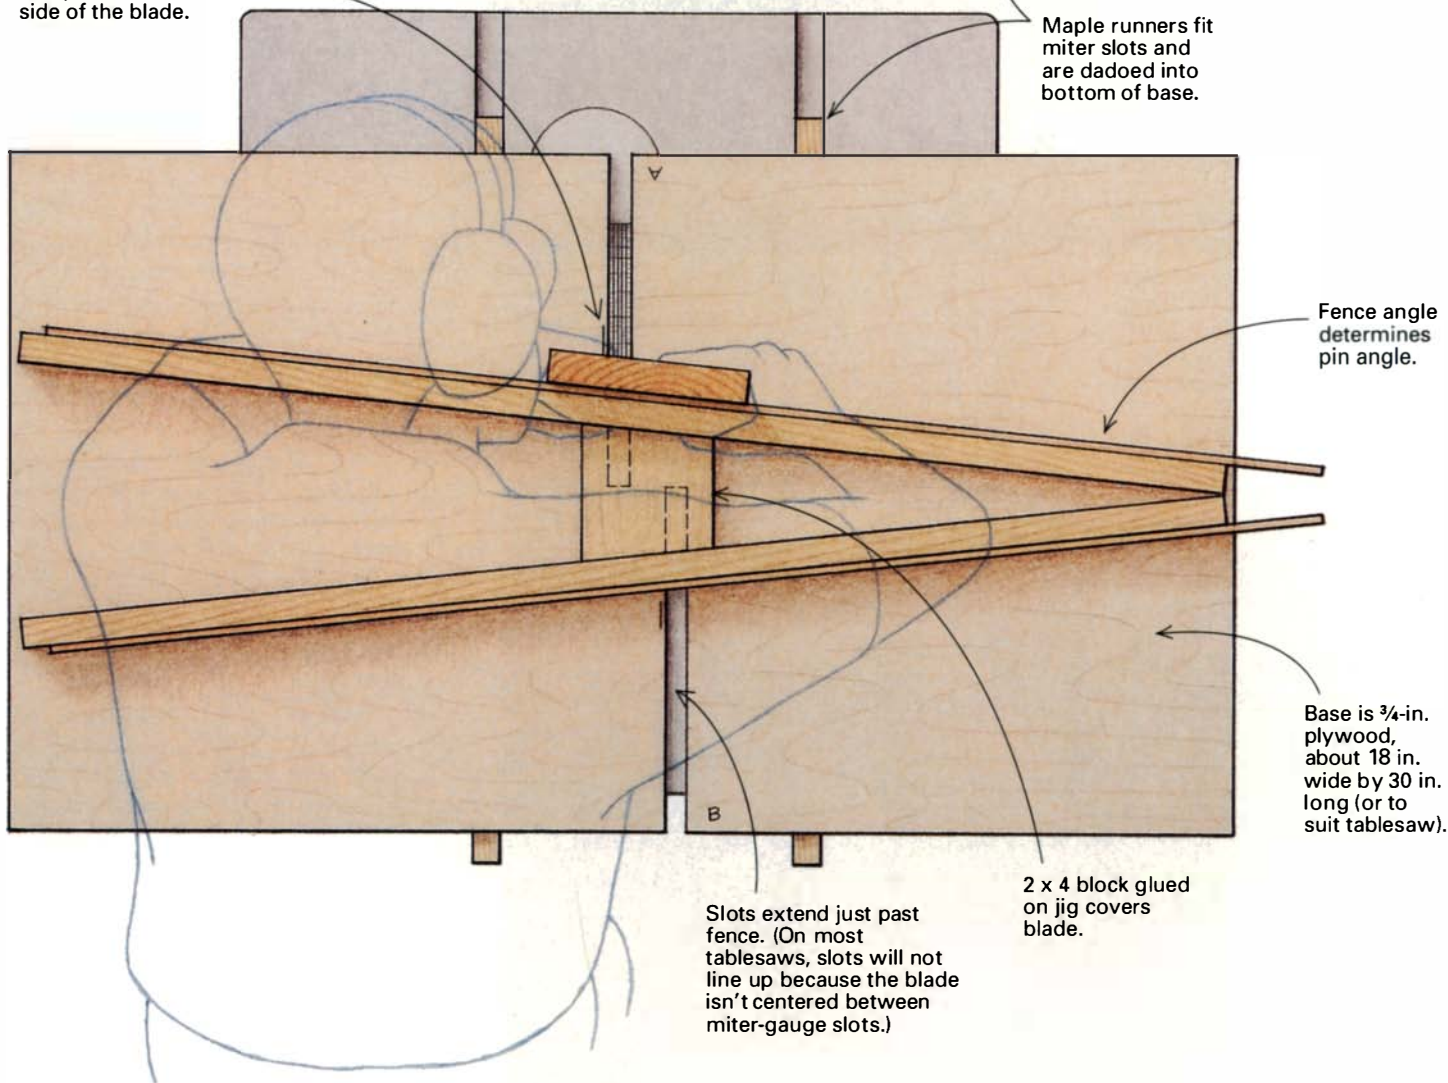 side of the blade.
Maple runners fit
miter slots and
are dadoed into
bottom of base.
A
Fence angle
determines
pin angle.
Base is ¾-in.
plywood,
about 18 in.
wide by 30 in.
long (or to
suit tablesaw).
B
2 x 4 block glued
on jig covers
blade.
Slots extend just past
fence. (On most
tablesaws, slots will not
line up because the blade
isn't centered between
miter-gauge slots.)